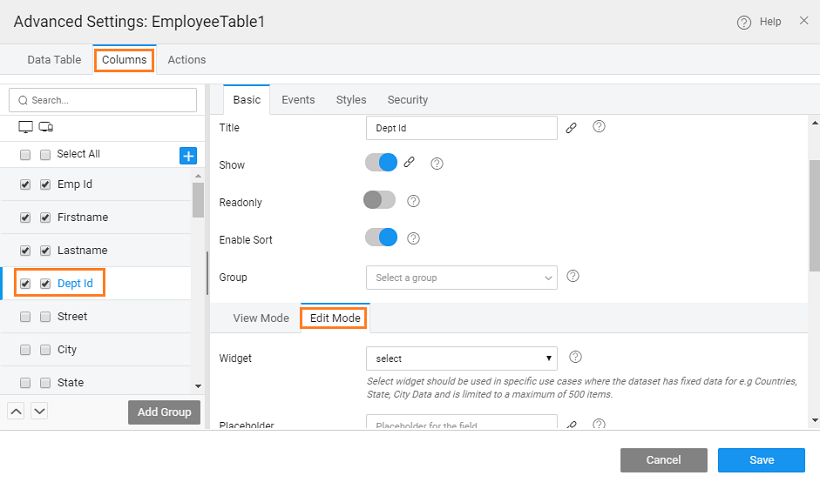 Advanced Settings: EmployeeTable1
Help
Data Table
Columns
Actions
Search...
Select All
Emp Id
Firstname
Lastname
Dept Id
Street
City
State
Add Group
Basic
Events
Styles
Security
Title
Dept Id
Show
Readonly
Enable Sort
Group
Select a group
View Mode
Edit Mode
Widget
select
Select widget should be used in specific use cases where the dataset has fixed data for e.g Countries,
State, City Data and is limited to a maximum of 500 items.
Placeholder
Placeholder for the field
Cancel
Save